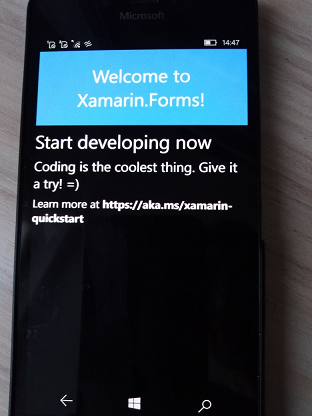 Microsoft
14:47
Welcome to
Xamarin.Forms!
Start developing now
Coding is the coolest thing. Give it
a try! =)
Learn more at https://aka.ms/xamarin-
quickstart